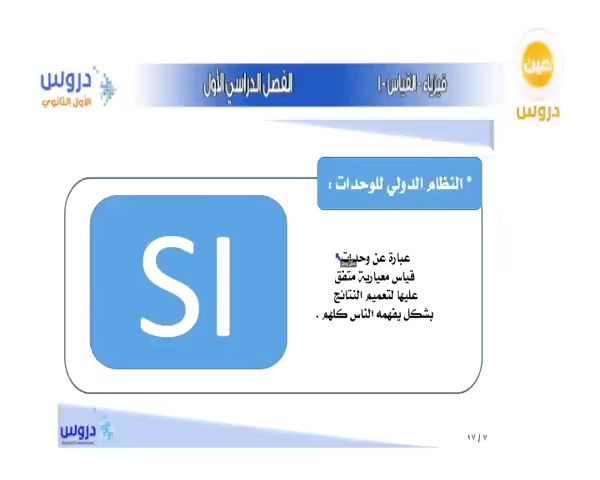 عين
دروس
فيزياء - القياس - ١
الفصل الدراسي الأول
دروس
الأول الثانوي
* النظام الدولي للوحدات :
SI
عبارة عن وحدات
قياس معيارية متفق
عليها لتعميم النتائج
بشكل يفهمه الناس كلهم .
دروس
١٧ / ٧